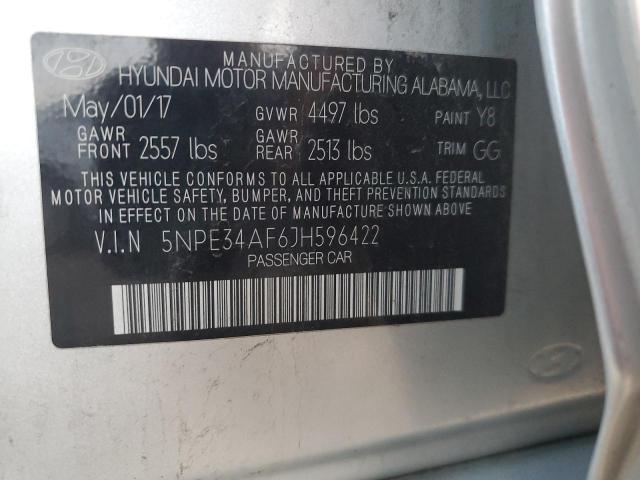 MANUFACTURED BY
HYUNDAI MOTOR MANUFACTURING ALABAMA, LLC
May/01/17 GVWR 4497 lbs PAINT Y8
GAWR FRONT 2557 lbs GAWR REAR 2513 lbs TRIM GG
THIS VEHICLE CONFORMS TO ALL APPLICABLE U.S.A. FEDERAL
MOTOR VEHICLE SAFETY, BUMPER, AND THEFT PREVENTION STANDARDS
IN EFFECT ON THE DATE OF MANUFACTURE SHOWN ABOVE.
V.I.N 5NPE34AF6JH596422
PASSENGER CAR